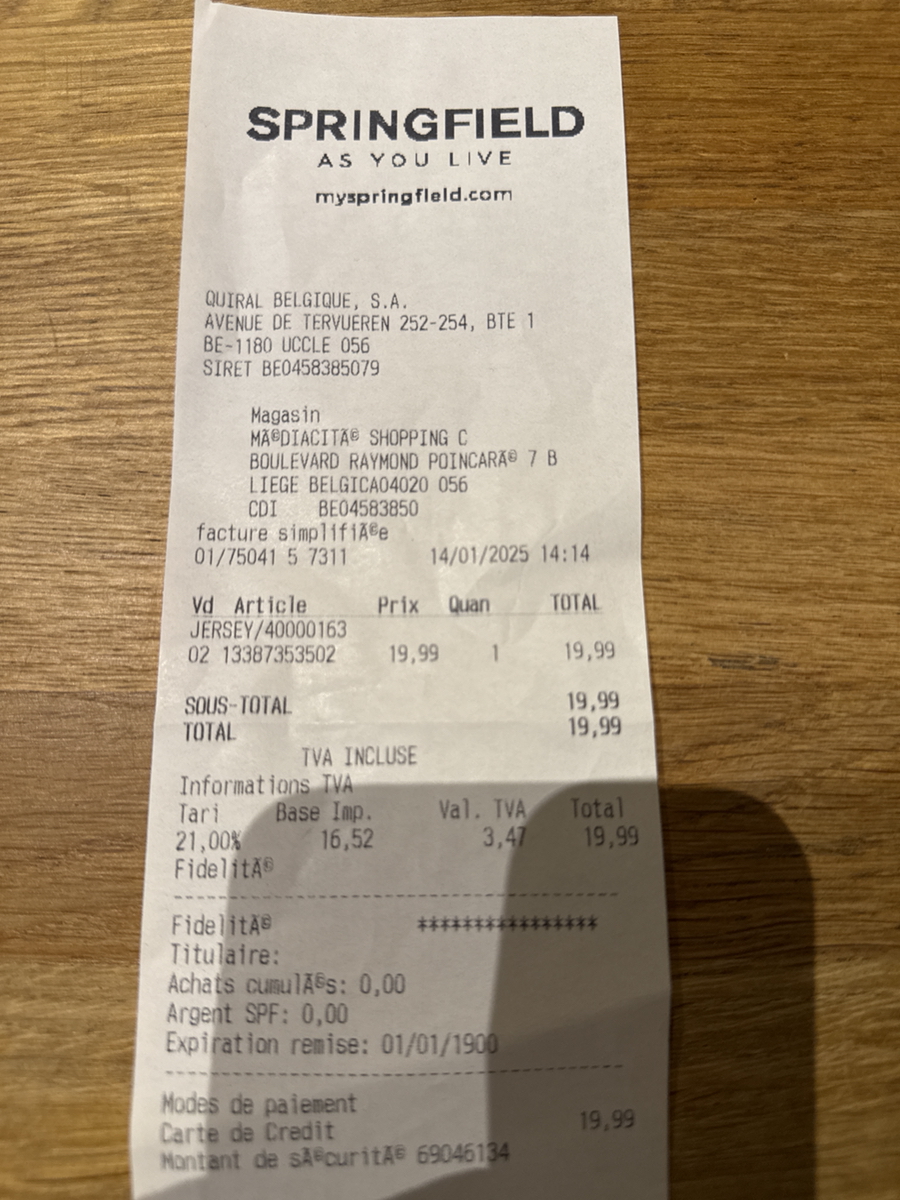 SPRINGFIELD
AS YOU LIVE
myspringfield.com
QUIRAL BELGIQUE, S.A.
AVENUE DE TERVUEREN 252-254, BTE 1
BE-1180 UCCLE 056
SIRET BE0458385079
Magasin
MÃ©DIACITÃ© SHOPPING C
BOULEVARD RAYMOND POINCARÃ© 7 B
LIEGE BELGICA04020 056
CDI BE04583850
facture simplifiÃ©e
01/75041 5 7311 14/01/2025 14:14
Vd Article Prix Quan TOTAL
JERSEY/40000163
02 13387353502 19,99 1 19,99
SOUS-TOTAL 19,99
TOTAL 19,99
TVA INCLUSE
Informations TVA
Tari Base Imp. Val. TVA Total
21,00% 16,52 3,47 19,99
FidelitÃ©
--------------------------------------------
FidelitÃ© ****************
Titulaire:
Achats cumulÃ©s: 0,00
Argent SPF: 0,00
Expiration remise: 01/01/1900
--------------------------------------------
Modes de paiement
Carte de Credit 19,99
Montant de sÃ©curitÃ© 69046134